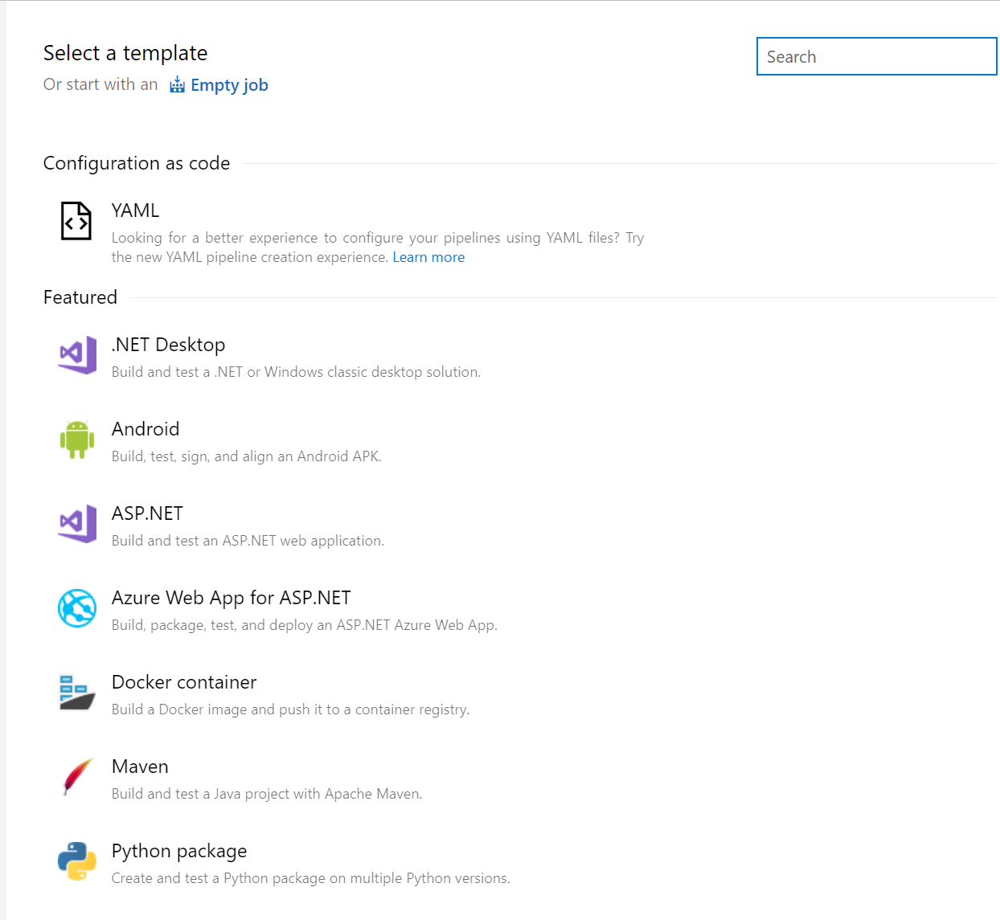 Select a template
Search
Or start with an Empty job
Configuration as code
YAML
Looking for a better experience to configure your pipelines using YAML files? Try
the new YAML pipeline creation experience. Learn more
Featured
.NET Desktop
Build and test a .NET or Windows classic desktop solution.
Android
Build, test, sign, and align an Android APK.
ASP.NET
Build and test an ASP.NET web application.
Azure Web App for ASP.NET
Build, package, test, and deploy an ASP.NET Azure Web App.
Docker container
Build a Docker image and push it to a container registry.
Maven
Build and test a Java project with Apache Maven.
Python package
Create and test a Python package on multiple Python versions.